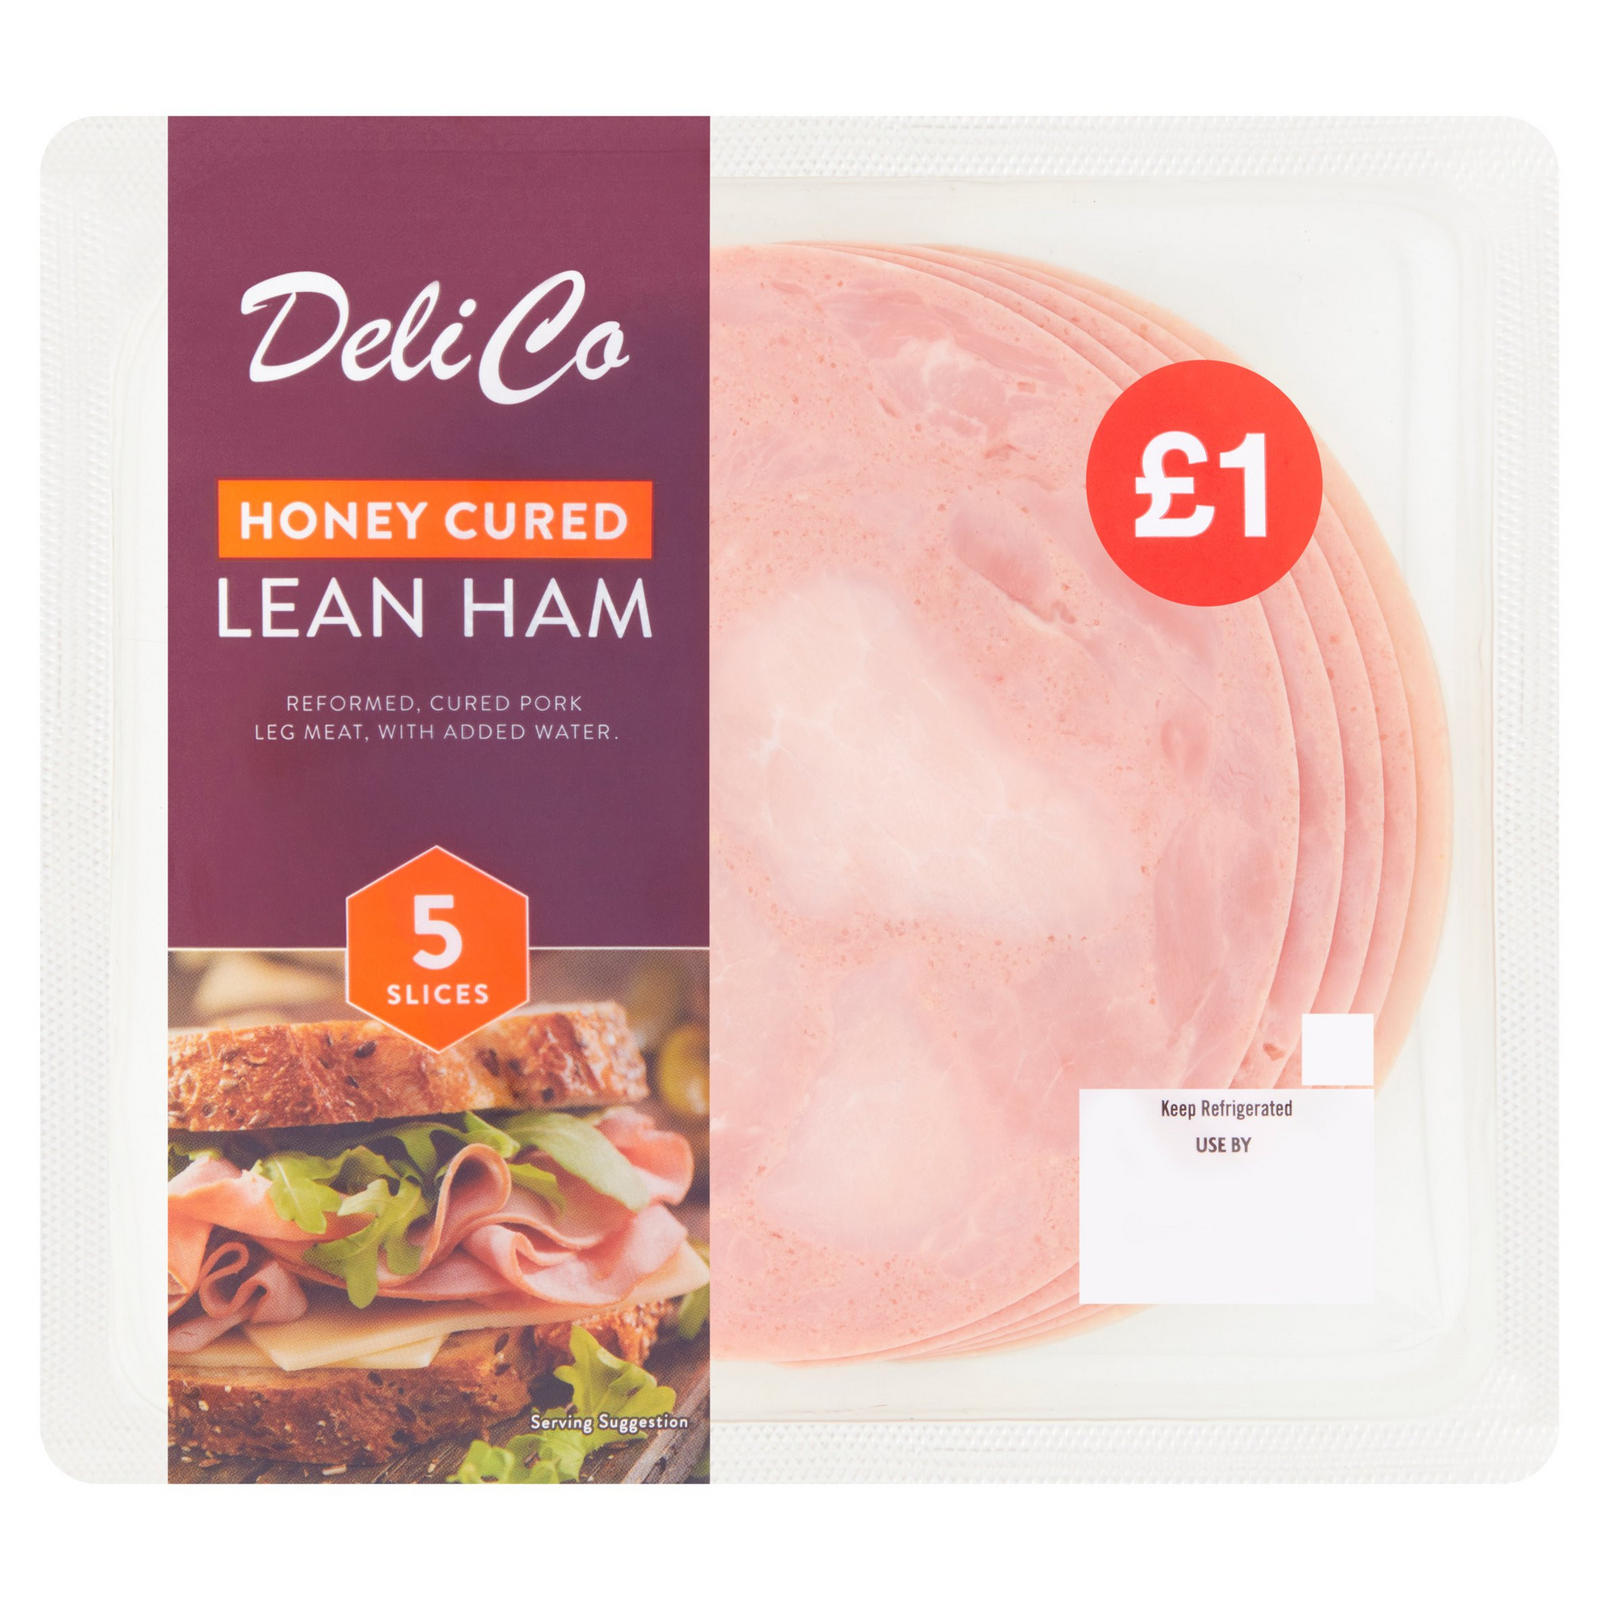 Deli Co
HONEY CURED
LEAN HAM
REFORMED, CURED PORK
LEG MEAT, WITH ADDED WATER.
5
SLICES
Serving Suggestion
£1
Keep Refrigerated
USE BY